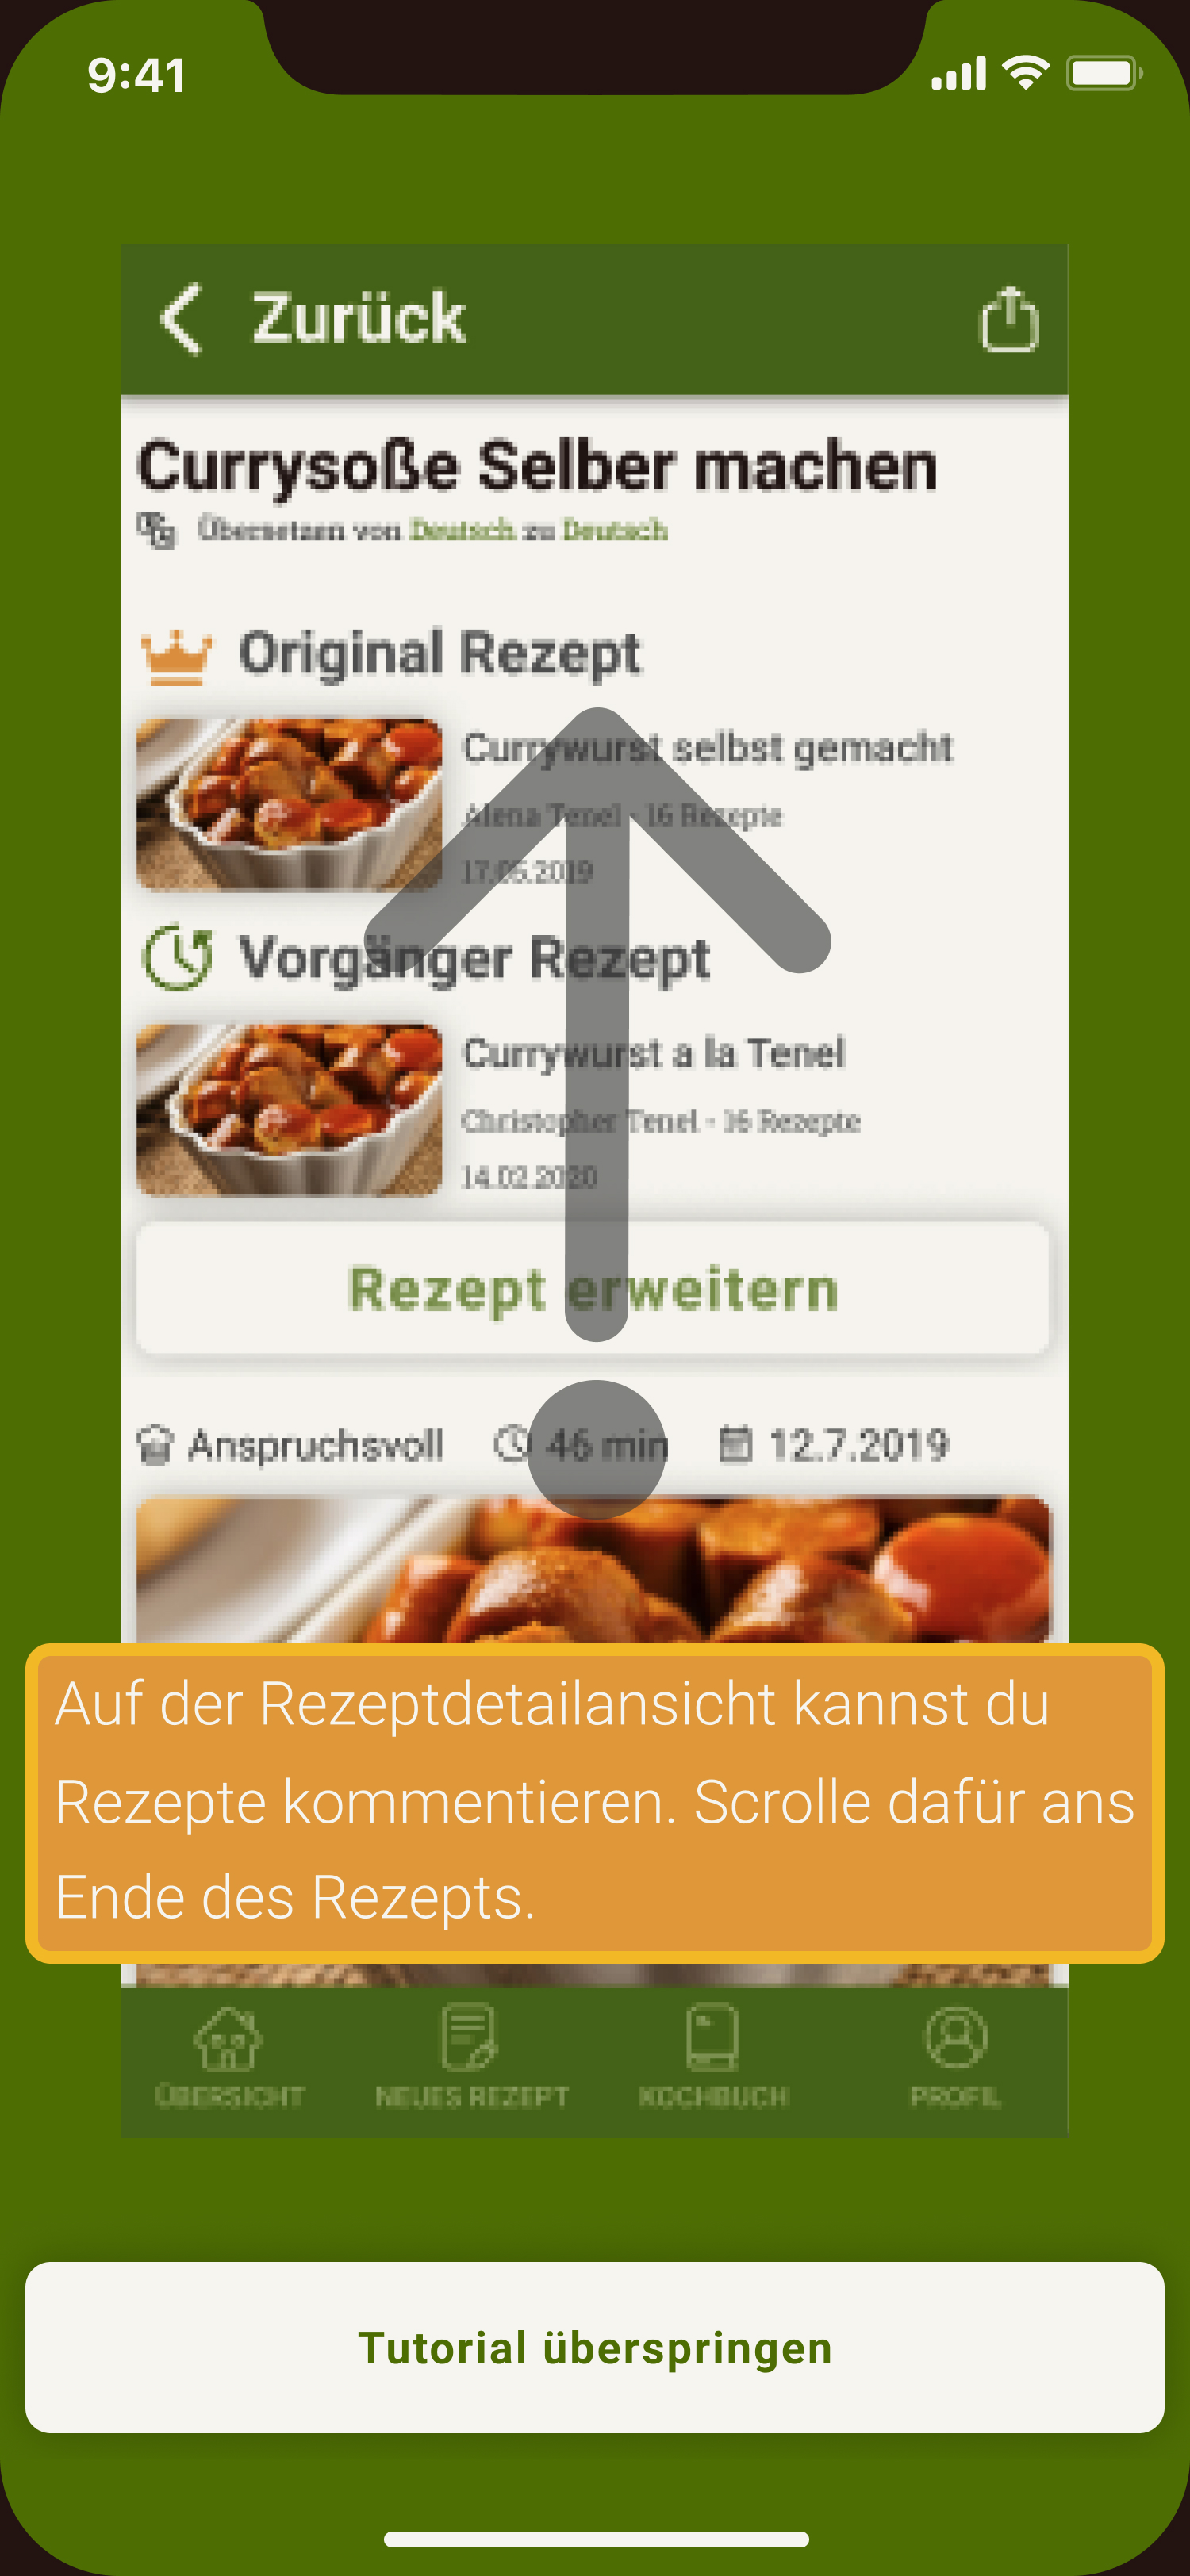 9:41
Zurück
Currysoße Selber machen
Übersetzen von Deutsch zu Deutsch
Original Rezept
Currywurst selbst gemacht
Alena Tenel - 16 Rezepte
17.05.2019
Vorgänger Rezept
Currywurst a la Tenel
Christopher Tenel - 16 Rezepte
14.02.2020
Rezept erweitern
Anspruchsvoll 46 min 12.7.2019
Auf der Rezeptdetailansicht kannst du
Rezepte kommentieren. Scrolle dafür ans
Ende des Rezepts.
ÜBERSICHT NEUES REZEPT KOCHBUCH PROFIL
Tutorial überspringen